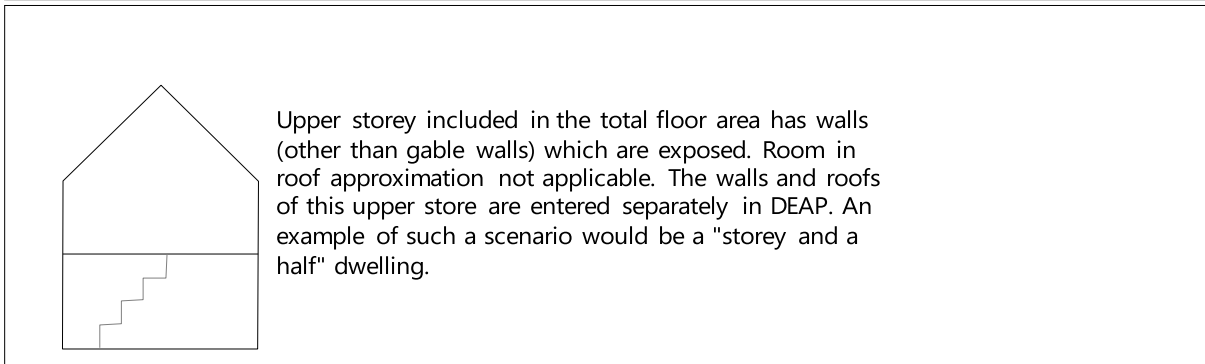 Upper storey included in the total floor area has walls
(other than gable walls) which are exposed. Room in
roof approximation not applicable. The walls and roofs
of this upper store are entered separately in DEAP. An
example of such a scenario would be a "storey and a
half" dwelling.